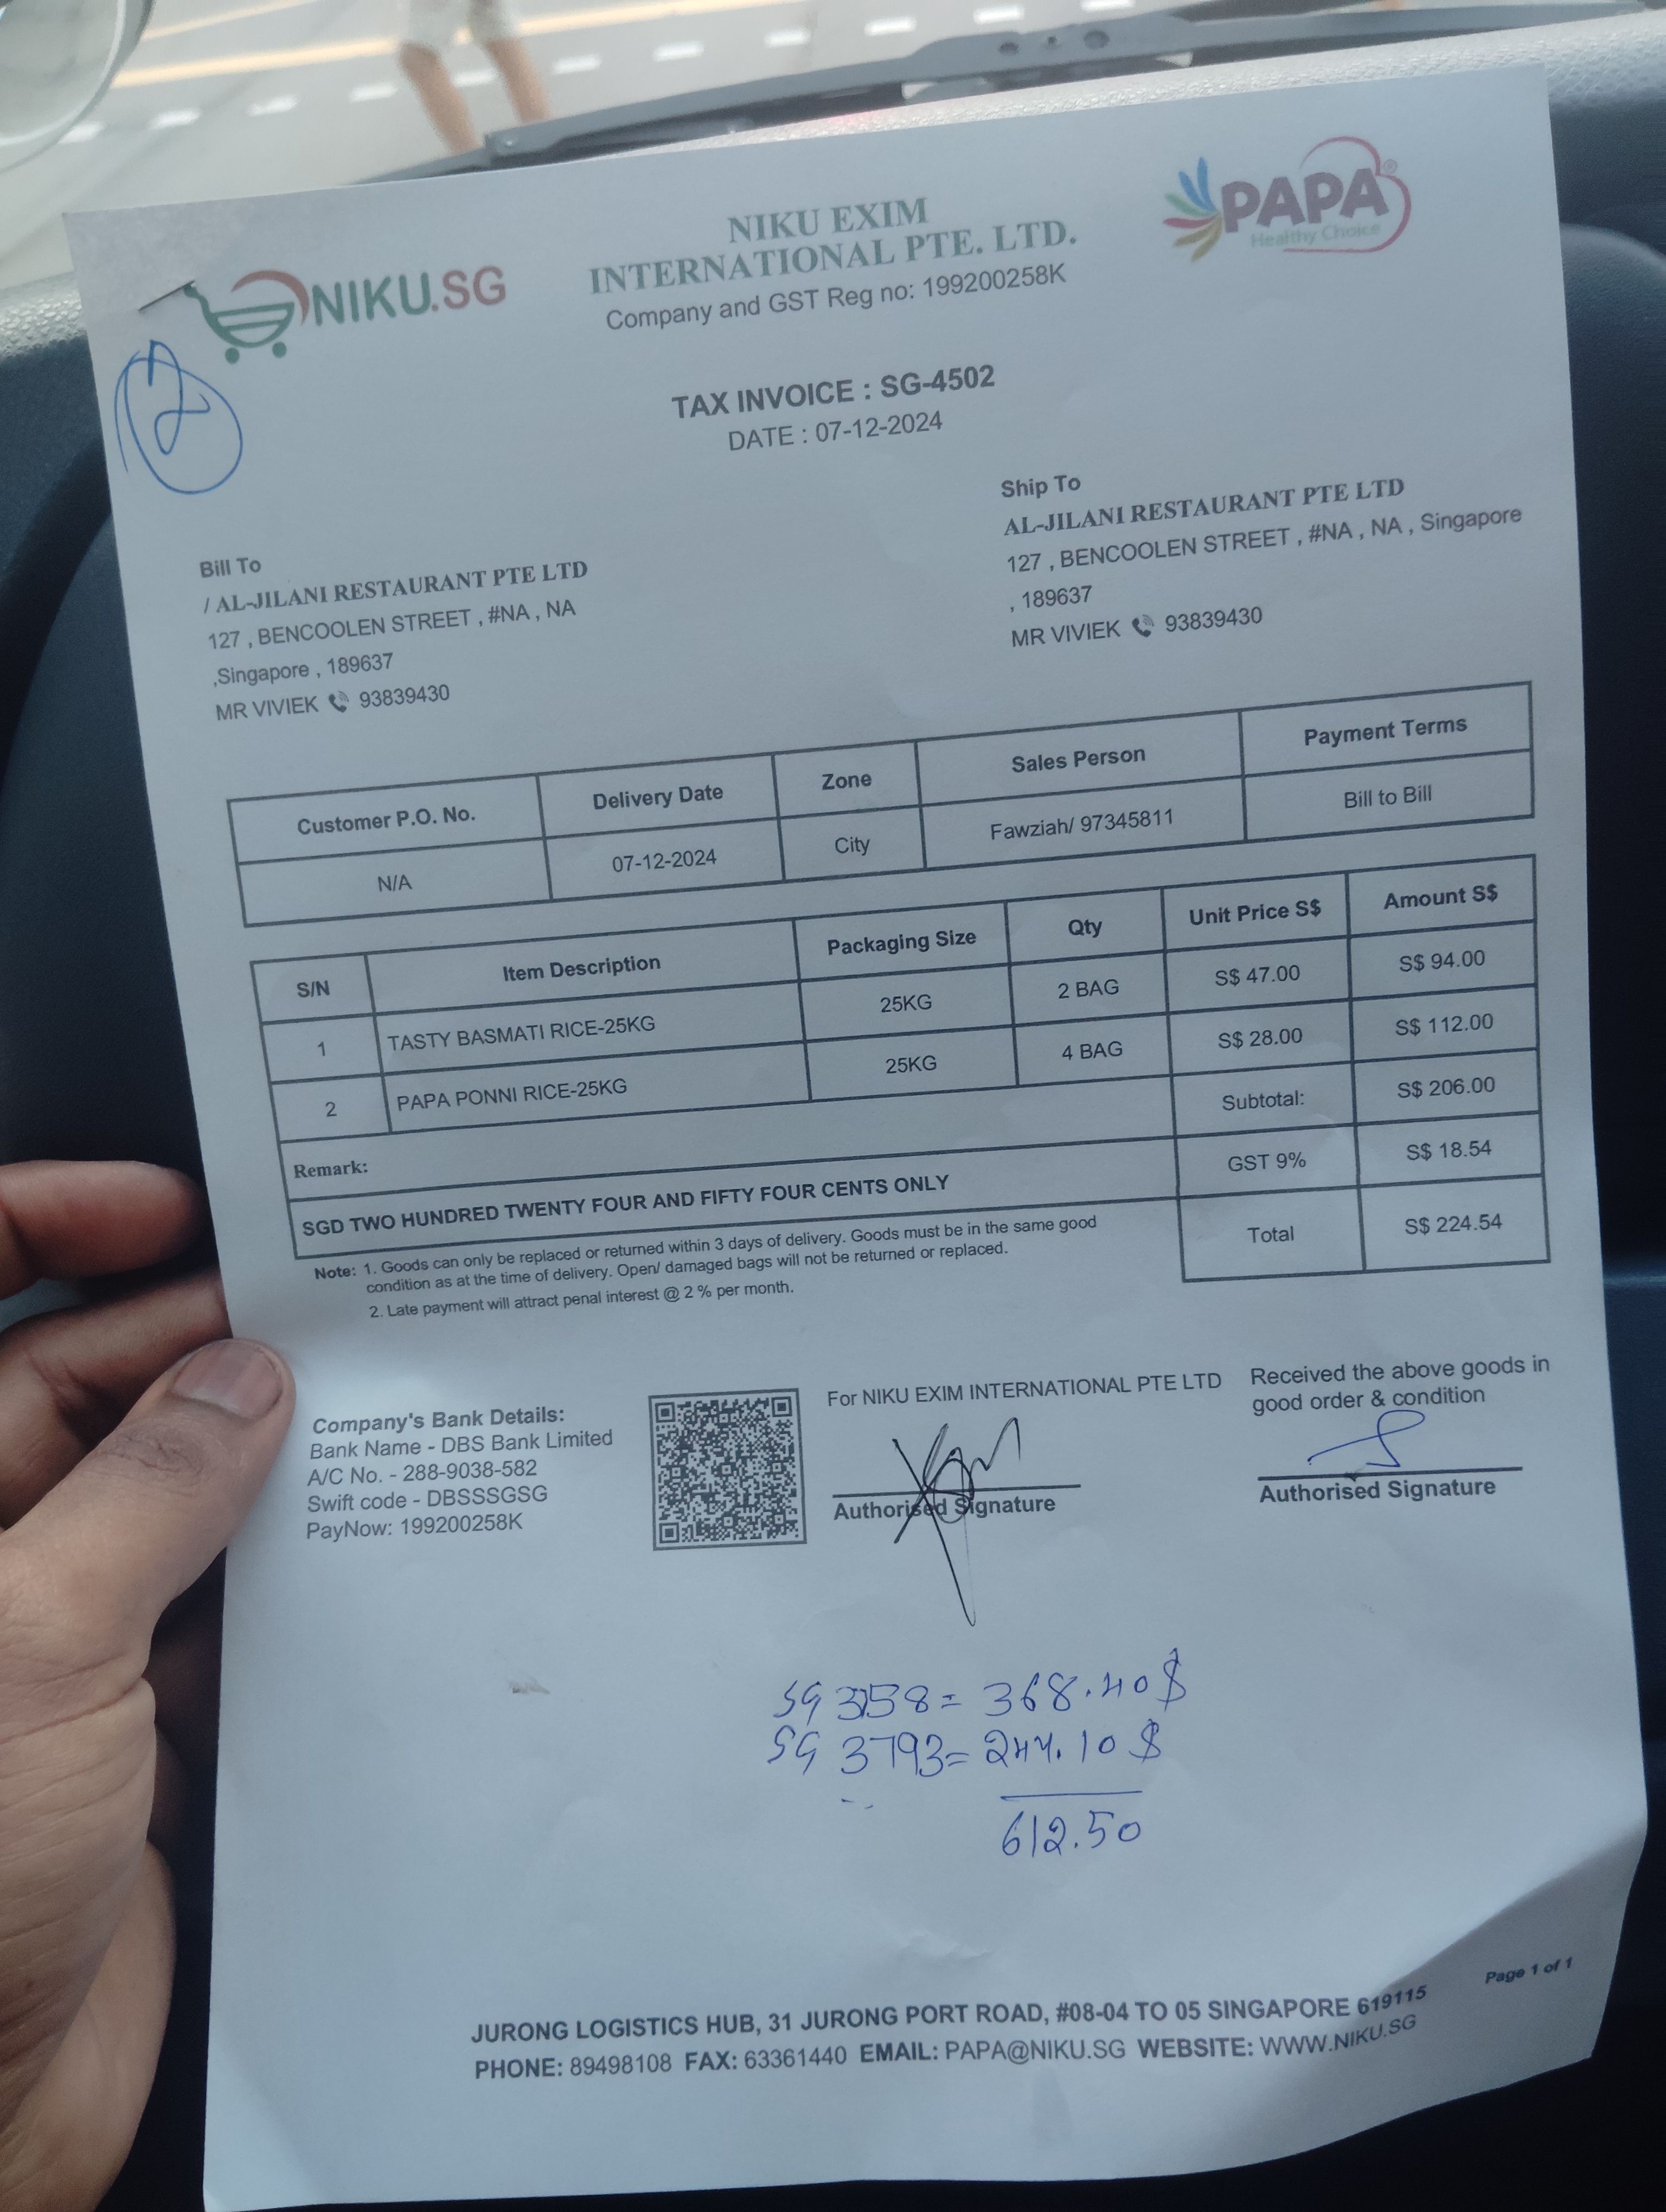 NIKU.SG
NIKU EXIM
INTERNATIONAL PTE. LTD.
Company and GST Reg no: 199200258K
PAPA®
Healthy Choice
TAX INVOICE : SG-4502
DATE : 07-12-2024
Bill To
/ AL-JILANI RESTAURANT PTE LTD
127 , BENCOOLEN STREET , #NA , NA
,Singapore , 189637
MR VIVIEK 93839430
Ship To
AL-JILANI RESTAURANT PTE LTD
127 , BENCOOLEN STREET , #NA , NA , Singapore
, 189637
MR VIVIEK 93839430
Customer P.O. No. Delivery Date Zone Sales Person Payment Terms
N/A 07-12-2024 City Fawziah/ 97345811 Bill to Bill
S/N Item Description Packaging Size Qty Unit Price S$ Amount S$
1 TASTY BASMATI RICE-25KG 25KG 2 BAG S$ 47.00 S$ 94.00
2 PAPA PONNI RICE-25KG 25KG 4 BAG S$ 28.00 S$ 112.00
Subtotal: S$ 206.00
Remark:
GST 9% S$ 18.54
SGD TWO HUNDRED TWENTY FOUR AND FIFTY FOUR CENTS ONLY
Total S$ 224.54
Note: 1. Goods can only be replaced or returned within 3 days of delivery. Goods must be in the same good
condition as at the time of delivery. Open/ damaged bags will not be returned or replaced.
2. Late payment will attract penal interest @ 2 % per month.
Company's Bank Details:
Bank Name - DBS Bank Limited
A/C No. - 288-9038-582
Swift code - DBSSSGSG
PayNow: 199200258K
For NIKU EXIM INTERNATIONAL PTE LTD
Authorised Signature
Received the above goods in
good order & condition
Authorised Signature
SG 3158 = 368.40$
SG 3793 = 244.10 $
612.50
Page 1 of 1
JURONG LOGISTICS HUB, 31 JURONG PORT ROAD, #08-04 TO 05 SINGAPORE 619115
PHONE: 89498108 FAX: 63361440 EMAIL: PAPA@NIKU.SG WEBSITE: WWW.NIKU.SG